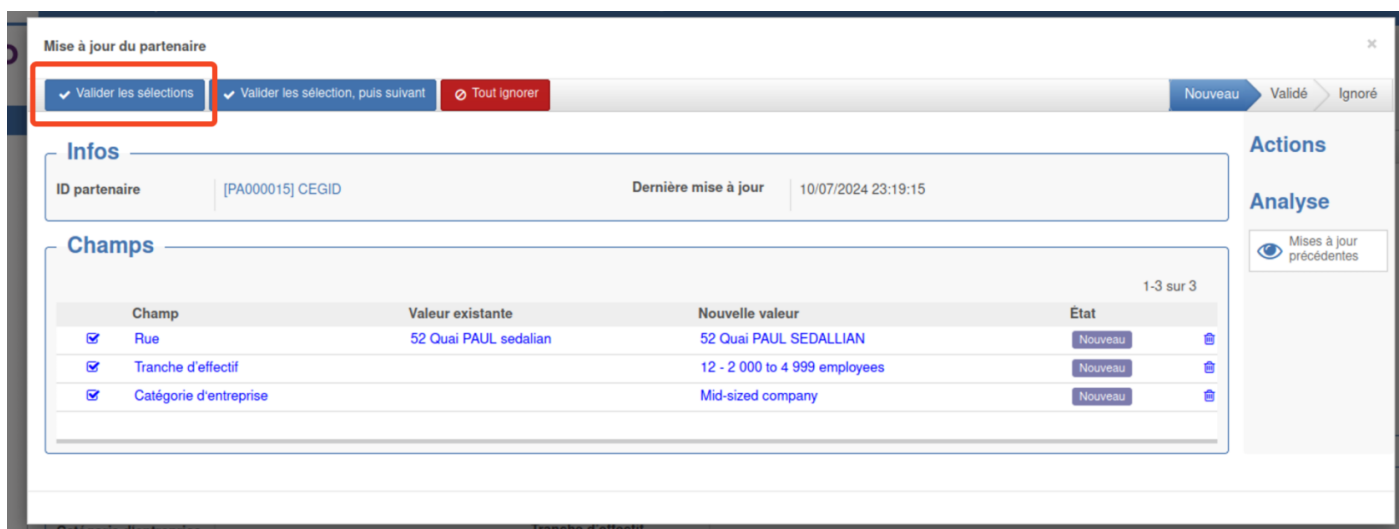 Mise à jour du partenaire ×
Valider les sélections Valider les sélection, puis suivant Tout ignorer Nouveau Validé Ignoré
Infos
ID partenaire [PA000015] CEGID Dernière mise à jour 10/07/2024 23:19:15
Champs
1-3 sur 3
Champ Valeur existante Nouvelle valeur État
Rue 52 Quai PAUL sedalian 52 Quai PAUL SEDALLIAN Nouveau
Tranche d'effectif 12 - 2 000 to 4 999 employees Nouveau
Catégorie d'entreprise Mid-sized company Nouveau
Actions
Analyse
Mises à jour
précédentes